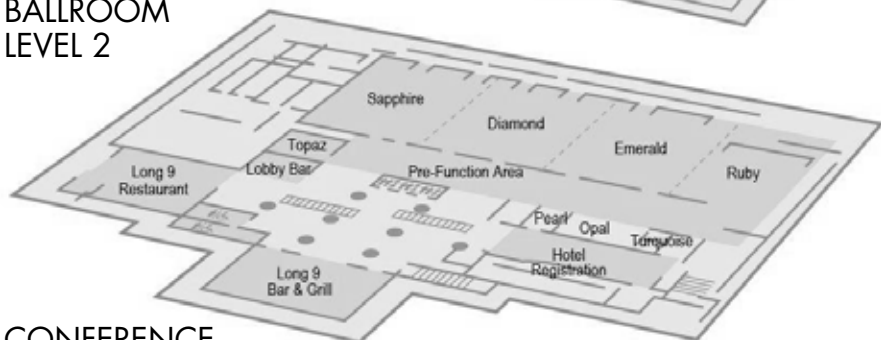 BALLROOM
LEVEL 2
Sapphire
Diamond
Emerald
Ruby
Topaz
Lobby Bar
Pre-Function Area
Long 9
Restaurant
Pearl
Opal
Turquoise
Hotel
Registration
Long 9
Bar & Grill
CONFERENCE